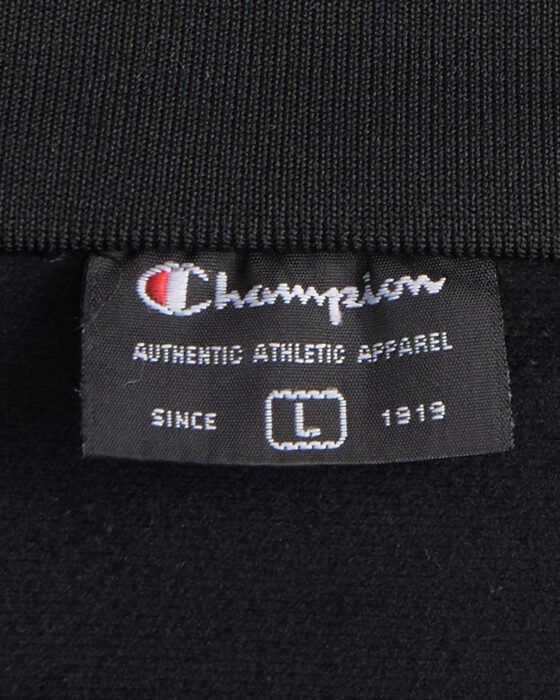 Champion
AUTHENTIC ATHLETIC APPAREL
SINCE L 1919